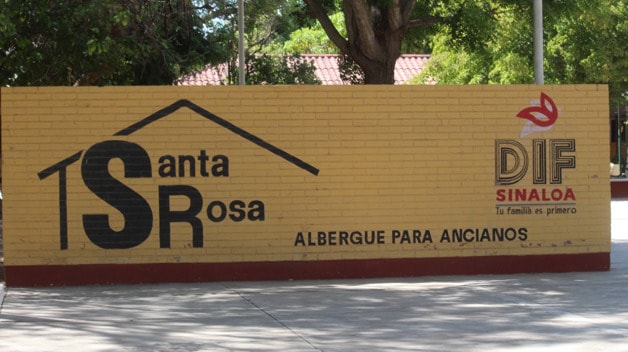 Santa
Rosa
ALBERGUE PARA ANCIANOS
DIF
SINALOA
Tu familia es primero